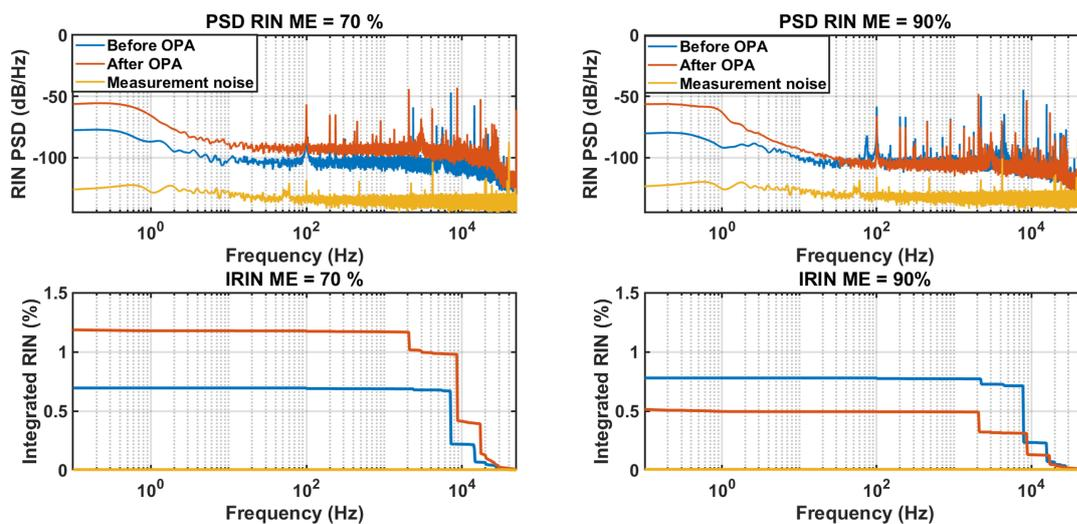 PSD RIN ME = 70 %
RIN PSD (dB/Hz)
0
-50
-100
Before OPA
After OPA
Measurement noise
10^0
10^2
10^4
Frequency (Hz)
PSD RIN ME = 90%
RIN PSD (dB/Hz)
0
-50
-100
Before OPA
After OPA
Measurement noise
10^0
10^2
10^4
Frequency (Hz)
IRIN ME = 70 %
Integrated RIN (%)
1.5
1
0.5
0
10^0
10^2
10^4
Frequency (Hz)
IRIN ME = 90%
Integrated RIN (%)
1.5
1
0.5
0
10^0
10^2
10^4
Frequency (Hz)